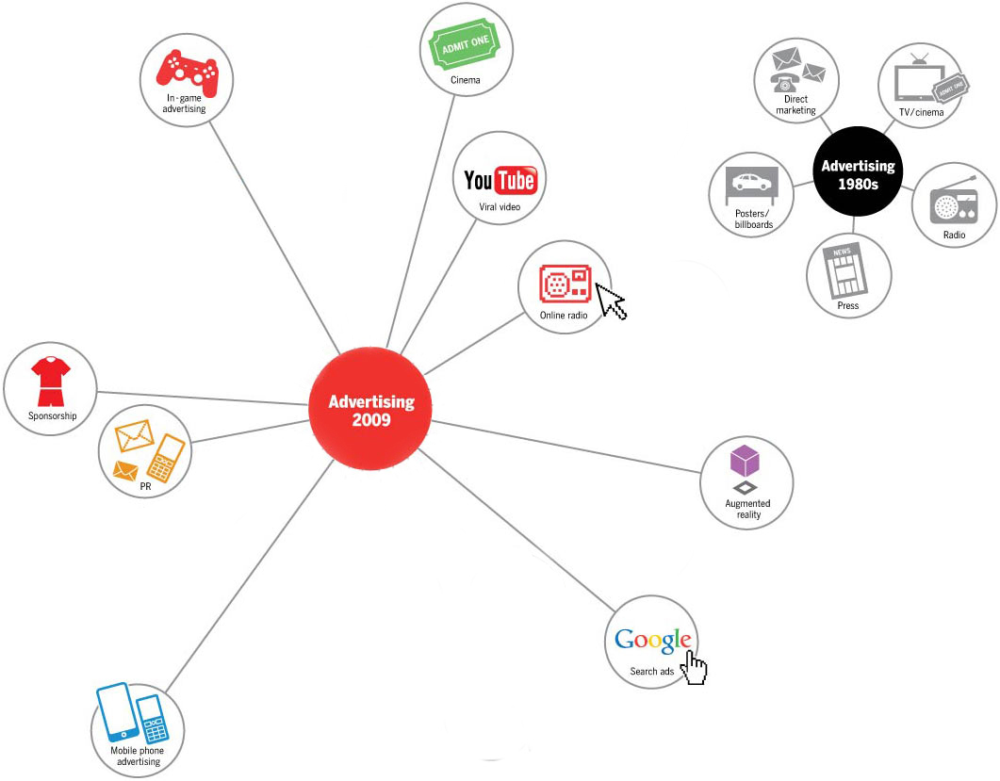 ADMIT ONE
Cinema
In-game
advertising
YouTube
Viral video
Online radio
Advertising
2009
Sponsorship
PR
Augmented
reality
Google
Search ads
Mobile phone
advertising
Direct
marketing
ADMIT ONE
TV/cinema
Advertising
1980s
Posters/
billboards
Radio
NEWS
Press